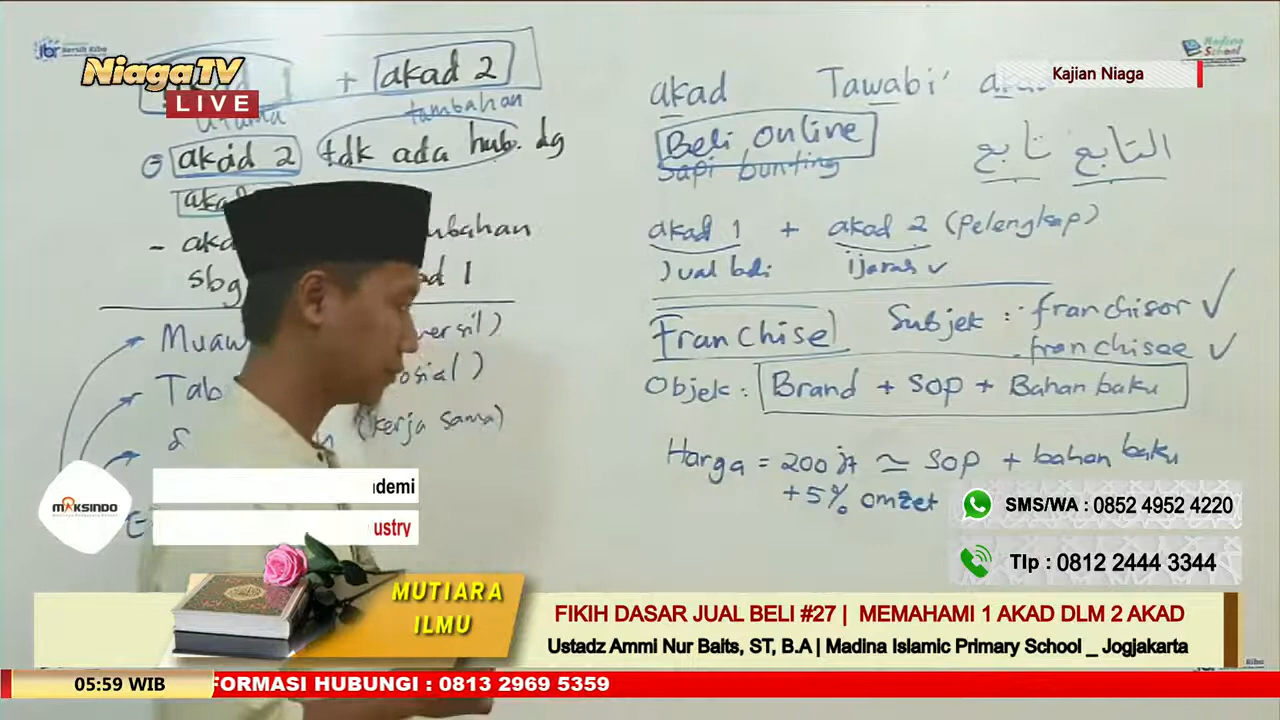 NiagaTV
LIVE
Kajian Niaga
+ akad 2
utama
tambahan
akad 2 tdk ada hub. dg
sbg
Muaw
Tab
(kerja sama)
akad Tawabi'
Beli online
Sapi bunting
التابع تابع
akad 1 + akad 2 (Pelengkap)
Jual beli ijarah ✓
Franchise Subjek : franchisor ✓
franchisee ✓
Objek : Brand + SOP + Bahan baku
Harga = 200 jt ≃ SOP + bahan baku
+5% omzet
SMS/WA : 0852 4952 4220
Tlp : 0812 2444 3344
MAKSINDO
demi
ustry
MUTIARA
ILMU
FIKIH DASAR JUAL BELI #27 | MEMAHAMI 1 AKAD DLM 2 AKAD
Ustadz Ammi Nur Baits, ST, B.A | Madina Islamic Primary School _ Jogjakarta
05:59 WIB
FORMASI HUBUNGI : 0813 2969 5359